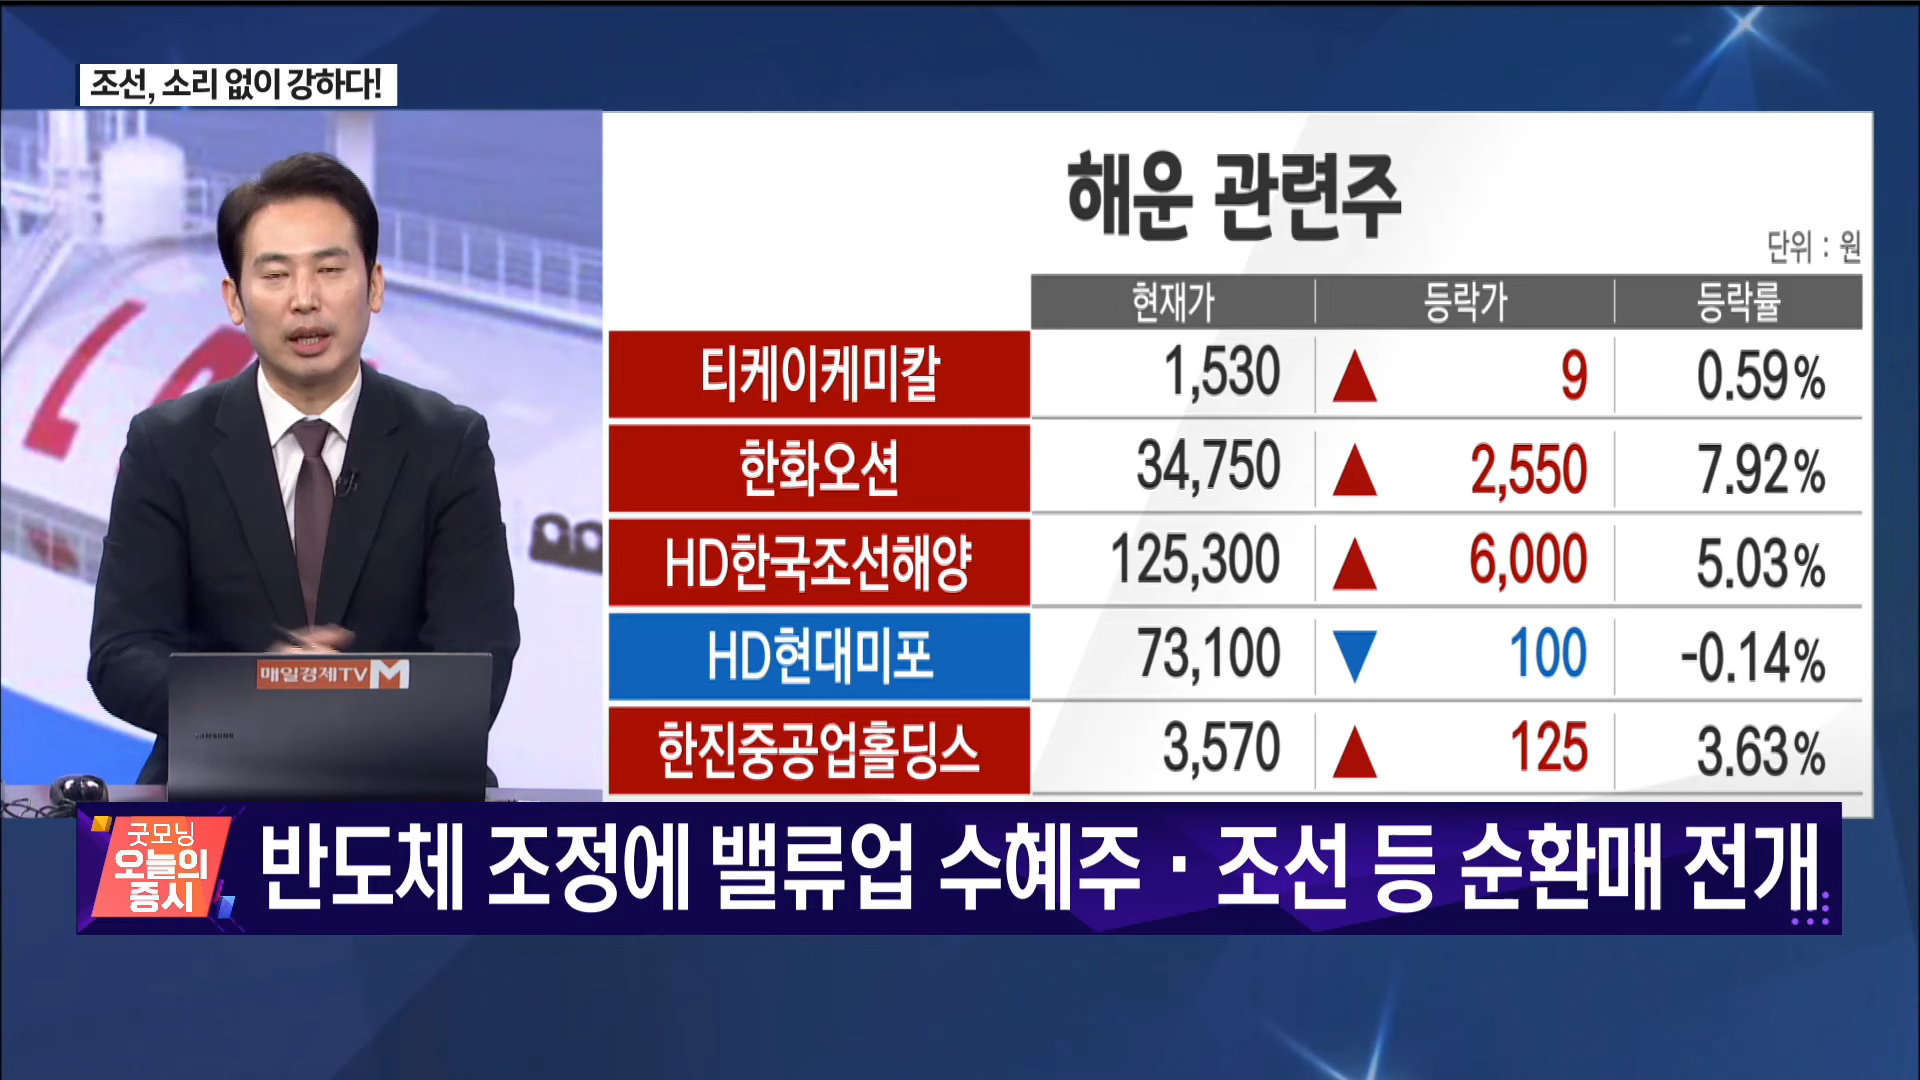 조선, 소리 없이 강하다!
해운 관련주
단위 : 원
현재가 등락가 등락률
티케이케미칼 1,530 ▲ 9 0.59%
한화오션 34,750 ▲ 2,550 7.92%
HD한국조선해양 125,300 ▲ 6,000 5.03%
HD현대미포 73,100 ▼ 100 -0.14%
한진중공업홀딩스 3,570 ▲ 125 3.63%
매일경제TV M
SAMSUNG
굿모닝
오늘의
증시
반도체 조정에 밸류업 수혜주·조선 등 순환매 전개